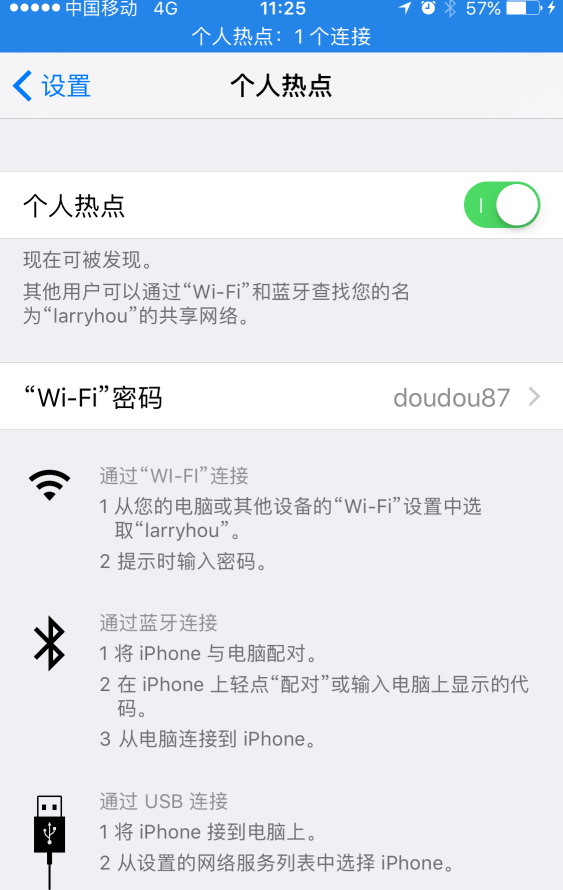 中国移动 4G 11:25 57%
个人热点：1 个连接
设置 个人热点
个人热点
现在可被发现。
其他用户可以通过“Wi-Fi”和蓝牙查找您的名
为“larryhou”的共享网络。
“Wi-Fi”密码 doudou87
通过“WI-FI”连接
1 从您的电脑或其他设备的“Wi-Fi”设置中选
取“larryhou”。
2 提示时输入密码。
通过蓝牙连接
1 将 iPhone 与电脑配对。
2 在 iPhone 上轻点“配对”或输入电脑上显示的代
码。
3 从电脑连接到 iPhone。
通过 USB 连接
1 将 iPhone 接到电脑上。
2 从设置的网络服务列表中选择 iPhone。